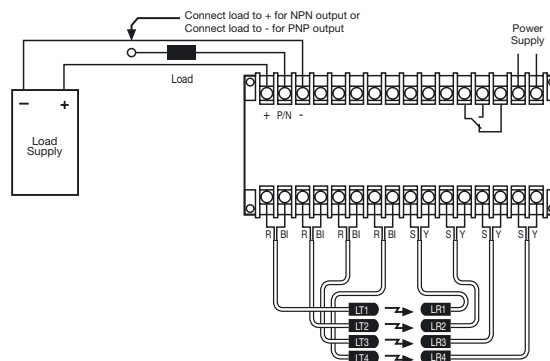 Connect load to + for NPN output or
Connect load to - for PNP output
Power
Supply
Load
− +
Load
Supply
+ P/N -
R Bl R Bl R Bl R Bl S Y S Y S Y S Y
LT1 LR1
LT2 LR2
LT3 LR3
LT4 LR4